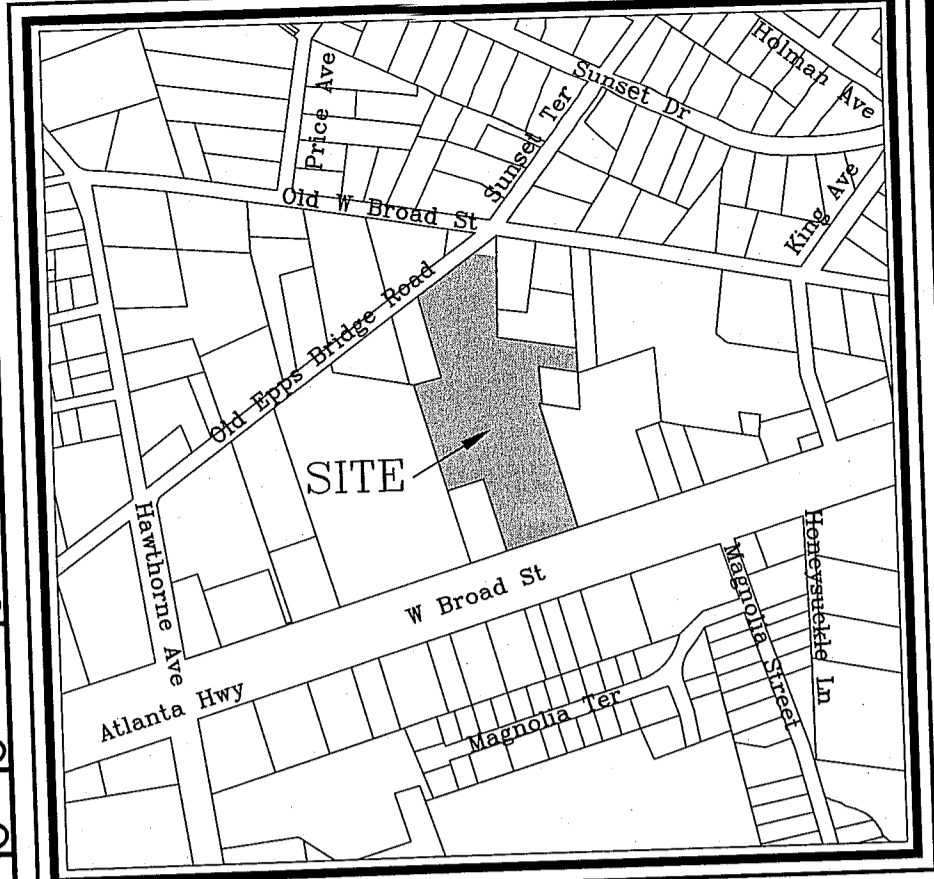 Holman Ave
Sunset Dr
Price Ave
Sunset Ter
King Ave
Old W Broad St
Old Epps Bridge Road
SITE
Hawthorne Ave
W Broad St
Honeysuckle Ln
Magnolia Street
Atlanta Hwy
Magnolia Ter